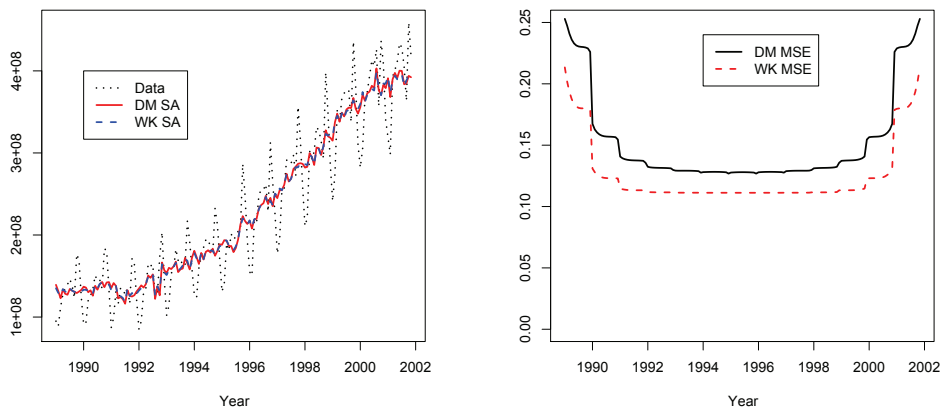 4e+08
3e+08
2e+08
1e+08
Data
DM SA
WK SA
1990 1992 1994 1996 1998 2000 2002
Year
0.25
0.20
0.15
0.10
0.05
0.00
DM MSE
WK MSE
1990 1992 1994 1996 1998 2000 2002
Year